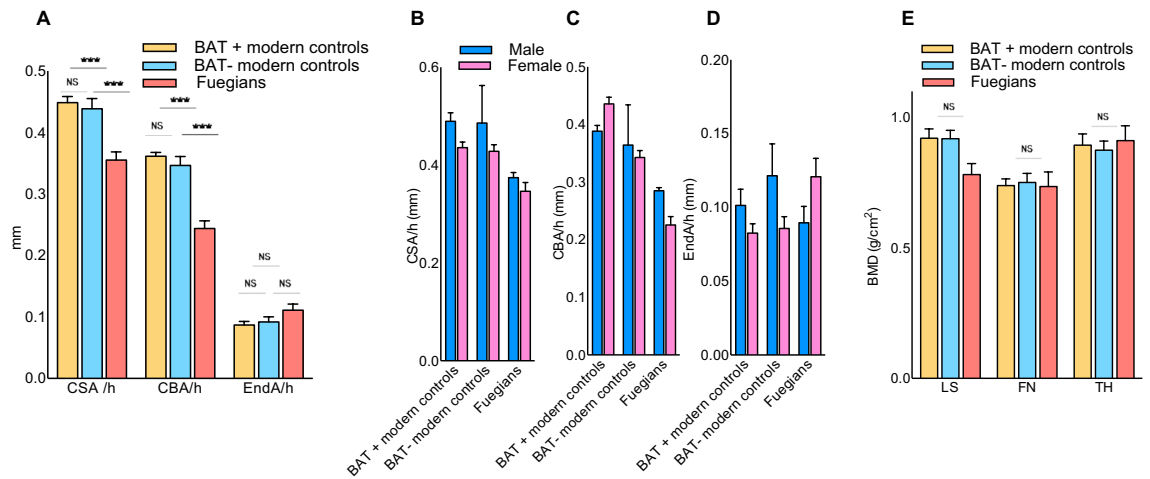 A
BAT + modern controls
BAT- modern controls
Fuegians
0.5
0.4
0.3
0.2
0.1
0.0
mm
***
NS
***
***
NS
***
NS
NS
NS
CSA /h
CBA/h
EndA/h
B
Male
Female
0.6
0.4
0.2
0.0
CSA/h (mm)
BAT + modern controls
BAT- modern controls
Fuegians
C
0.5
0.4
0.3
0.2
0.1
0.0
CBA/h (mm)
BAT + modern controls
BAT- modern controls
Fuegians
D
0.20
0.15
0.10
0.05
0.00
EndA/h (mm)
BAT + modern controls
BAT- modern controls
Fuegians
E
BAT + modern controls
BAT- modern controls
Fuegians
1.0
0.5
0.0
BMD (g/cm²)
NS
NS
NS
LS
FN
TH